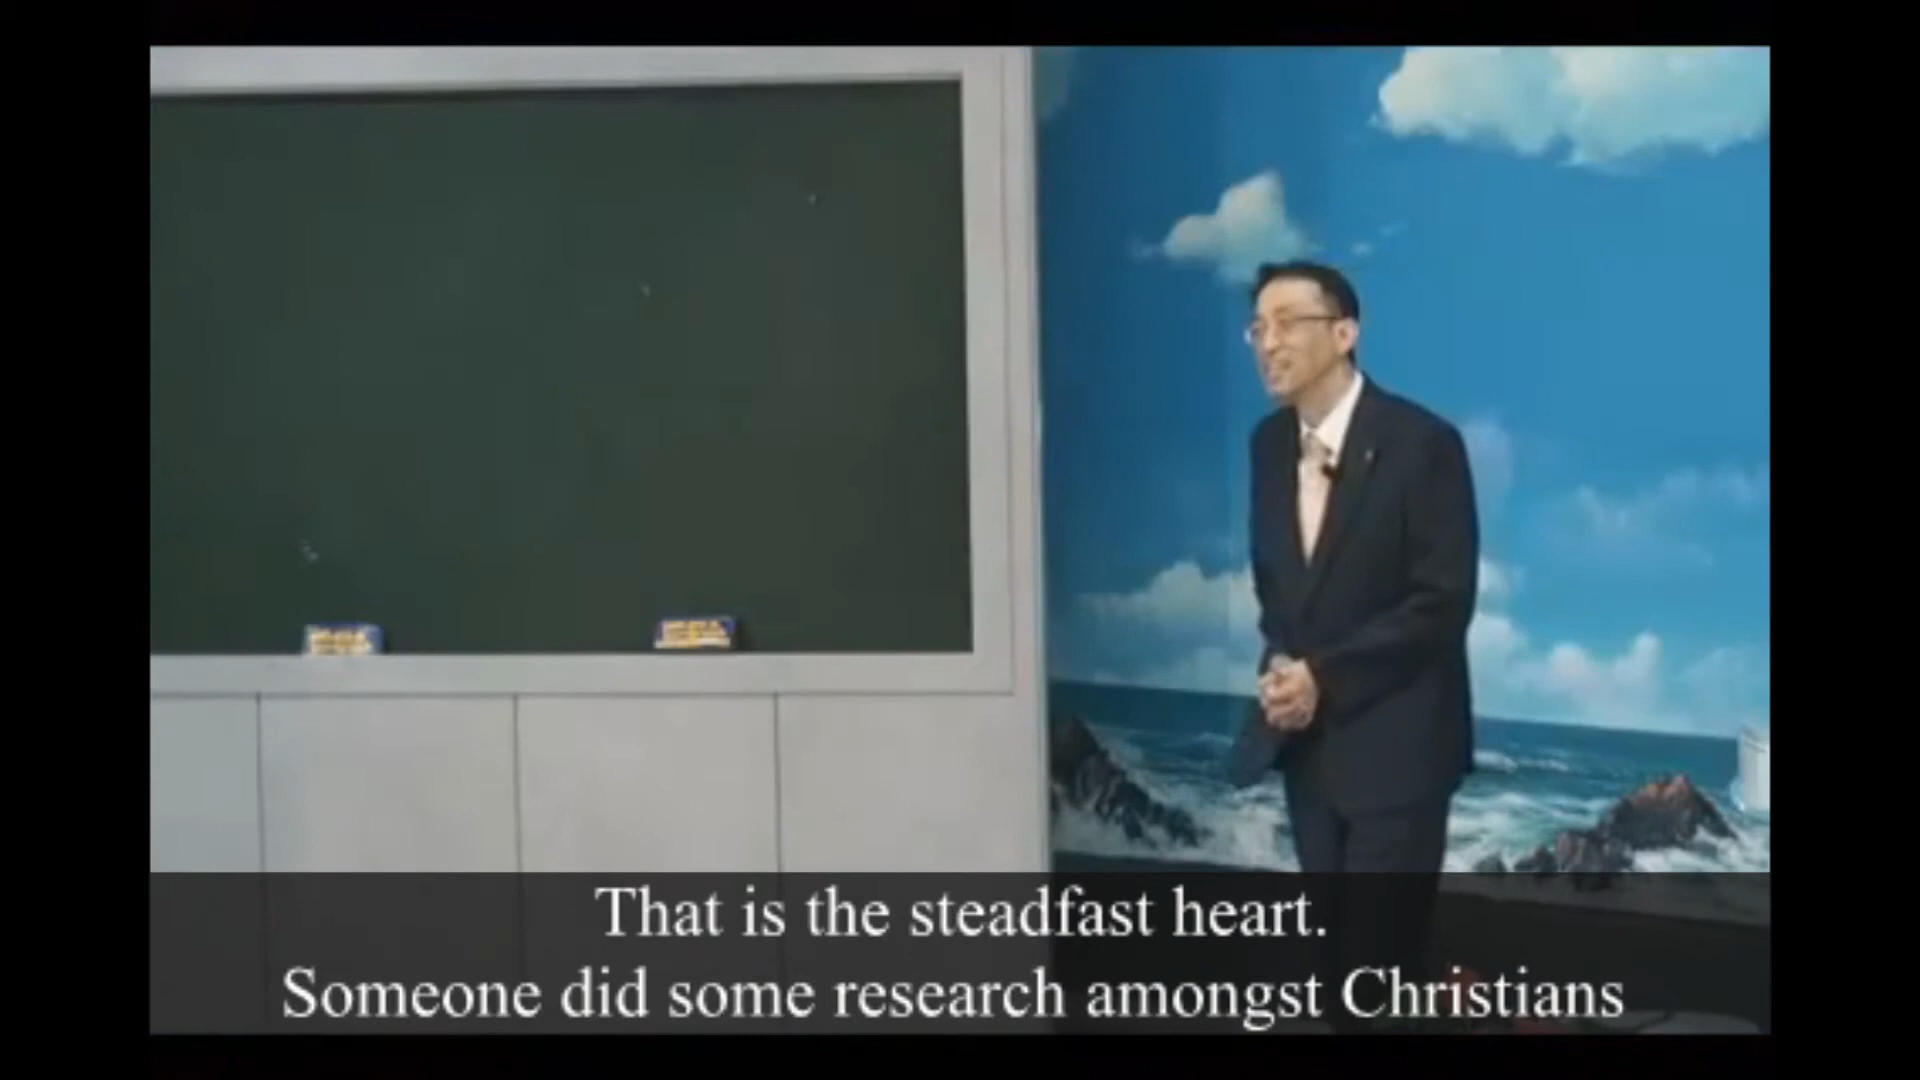 That is the steadfast heart.
Someone did some research amongst Christians